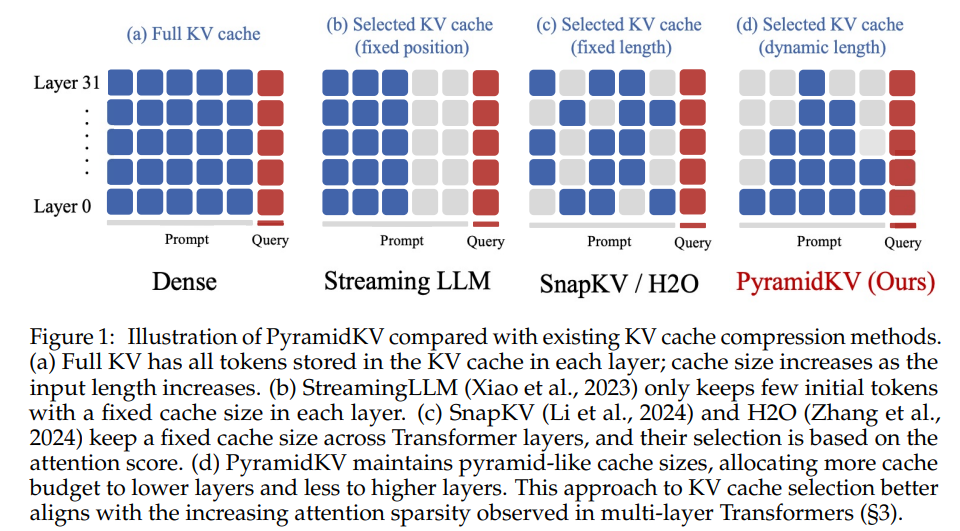 (a) Full KV cache
(b) Selected KV cache
(fixed position)
(c) Selected KV cache
(fixed length)
(d) Selected KV cache
(dynamic length)
Layer 31
Layer 0
Prompt Query
Prompt Query
Prompt Query
Prompt Query
Dense
Streaming LLM
SnapKV / H2O
PyramidKV (Ours)
Figure 1: Illustration of PyramidKV compared with existing KV cache compression methods.
(a) Full KV has all tokens stored in the KV cache in each layer; cache size increases as the
input length increases. (b) StreamingLLM (Xiao et al., 2023) only keeps few initial tokens
with a fixed cache size in each layer. (c) SnapKV (Li et al., 2024) and H2O (Zhang et al.,
2024) keep a fixed cache size across Transformer layers, and their selection is based on the
attention score. (d) PyramidKV maintains pyramid-like cache sizes, allocating more cache
budget to lower layers and less to higher layers. This approach to KV cache selection better
aligns with the increasing attention sparsity observed in multi-layer Transformers (§3).